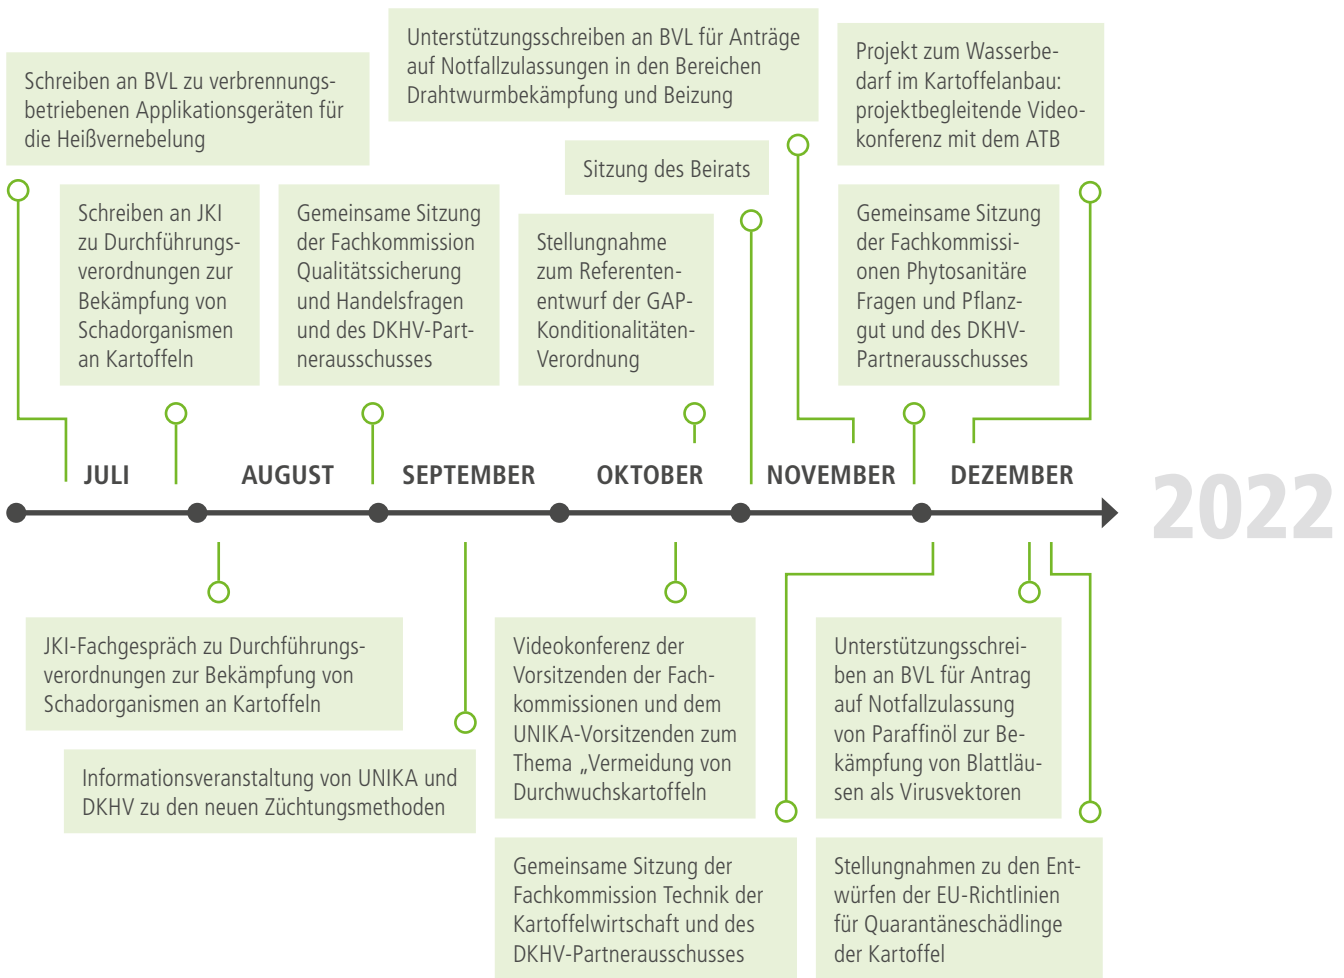 Schreiben an BVL zu verbrennungs-
betriebenen Applikationsgeräten für
die Heißvernebelung
Unterstützungsschreiben an BVL für Anträge
auf Notfallzulassungen in den Bereichen
Drahtwurmbekämpfung und Beizung
Projekt zum Wasserbe-
darf im Kartoffelanbau:
projektbegleitende Video-
konferenz mit dem ATB
Sitzung des Beirats
Schreiben an JKI
zu Durchführungs-
verordnungen zur
Bekämpfung von
Schadorganismen
an Kartoffeln
Gemeinsame Sitzung
der Fachkommission
Qualitätssicherung
und Handelsfragen
und des DKHV-Part-
nerausschusses
Stellungnahme
zum Referenten-
entwurf der GAP-
Konditionalitäten-
Verordnung
Gemeinsame Sitzung
der Fachkommissi-
onen Phytosanitäre
Fragen und Pflanz-
gut und des DKHV-
Partnerausschusses
JULI
AUGUST
SEPTEMBER
OKTOBER
NOVEMBER
DEZEMBER
2022
JKI-Fachgespräch zu Durchführungs-
verordnungen zur Bekämpfung von
Schadorganismen an Kartoffeln
Informationsveranstaltung von UNIKA und
DKHV zu den neuen Züchtungsmethoden
Videokonferenz der
Vorsitzenden der Fach-
kommissionen und dem
UNIKA-Vorsitzenden zum
Thema „Vermeidung von
Durchwuchskartoffeln
Unterstützungsschrei-
ben an BVL für Antrag
auf Notfallzulassung
von Paraffinöl zur Be-
kämpfung von Blattläu-
sen als Virusvektoren
Gemeinsame Sitzung der
Fachkommission Technik der
Kartoffelwirtschaft und des
DKHV-Partnerausschusses
Stellungnahmen zu den Ent-
würfen der EU-Richtlinien
für Quarantäneschädlinge
der Kartoffel